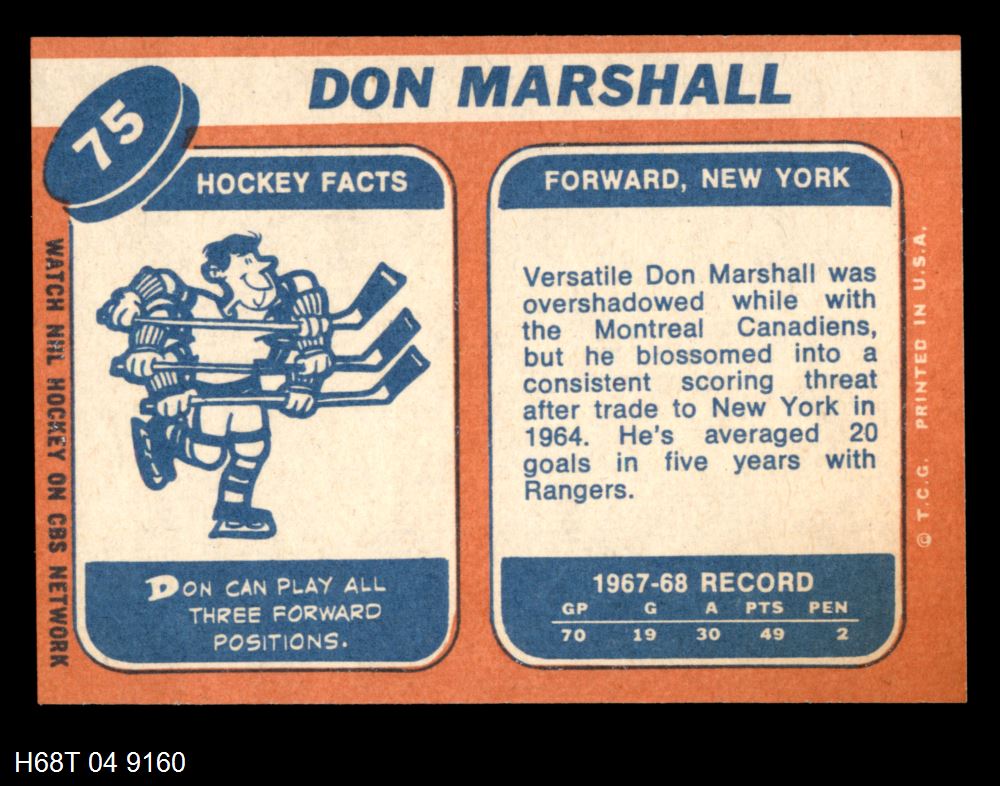 DON MARSHALL
75
HOCKEY FACTS
DON CAN PLAY ALL
THREE FORWARD
POSITIONS.
FORWARD, NEW YORK
Versatile Don Marshall was
overshadowed while with
the Montreal Canadiens,
but he blossomed into a
consistent scoring threat
after trade to New York in
1964. He's averaged 20
goals in five years with
Rangers.
1967-68 RECORD
GP G A PTS PEN
70 19 30 49 2
WATCH NHL HOCKEY ON CBS NETWORK
© T.C.G. PRINTED IN U.S.A.
H68T 04 9160